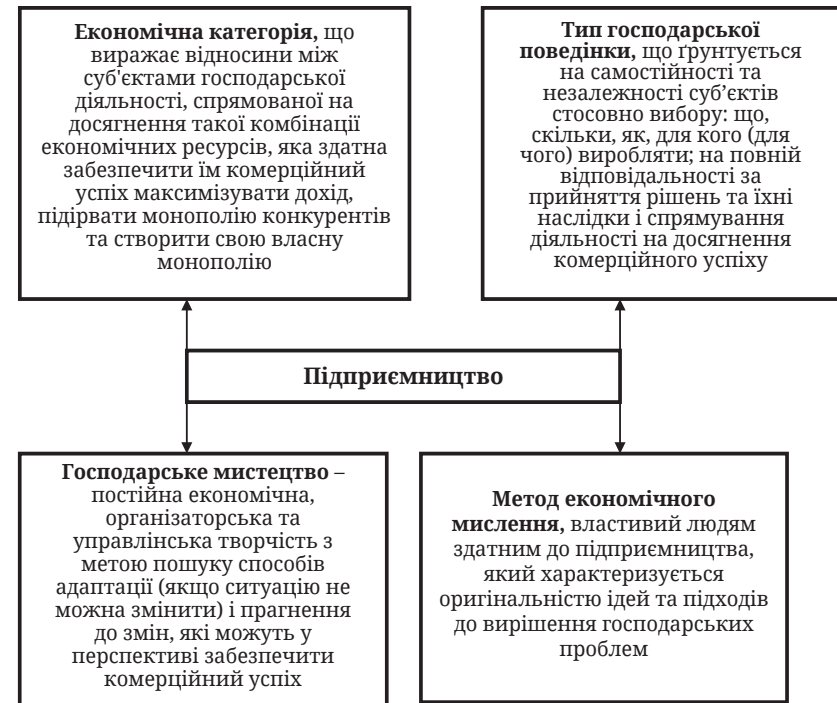 Економічна категорія, що
виражає відносини між
суб'єктами господарської
діяльності, спрямованої на
досягнення такої комбінації
економічних ресурсів, яка здатна
забезпечити їм комерційний
успіх максимізувати дохід,
підірвати монополію конкурентів
та створити свою власну
монополію
Тип господарської
поведінки, що ґрунтується
на самостійності та
незалежності суб’єктів
стосовно вибору: що,
скільки, як, для кого (для
чого) виробляти; на повній
відповідальності за
прийняття рішень та їхні
наслідки і спрямування
діяльності на досягнення
комерційного успіху
Підприємництво
Господарське мистецтво –
постійна економічна,
організаторська та
управлінська творчість з
метою пошуку способів
адаптації (якщо ситуацію не
можна змінити) і прагнення
до змін, які можуть у
перспективі забезпечити
комерційний успіх
Метод економічного
мислення, властивий людям
здатним до підприємництва,
який характеризується
оригінальністю ідей та підходів
до вирішення господарських
проблем